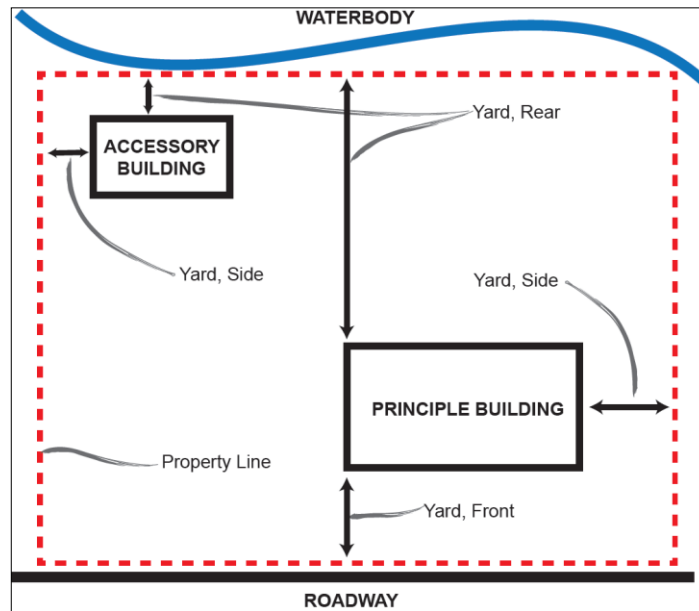 WATERBODY
Yard, Rear
ACCESSORY
BUILDING
Yard, Side
Yard, Side
PRINCIPLE BUILDING
Property Line
Yard, Front
ROADWAY